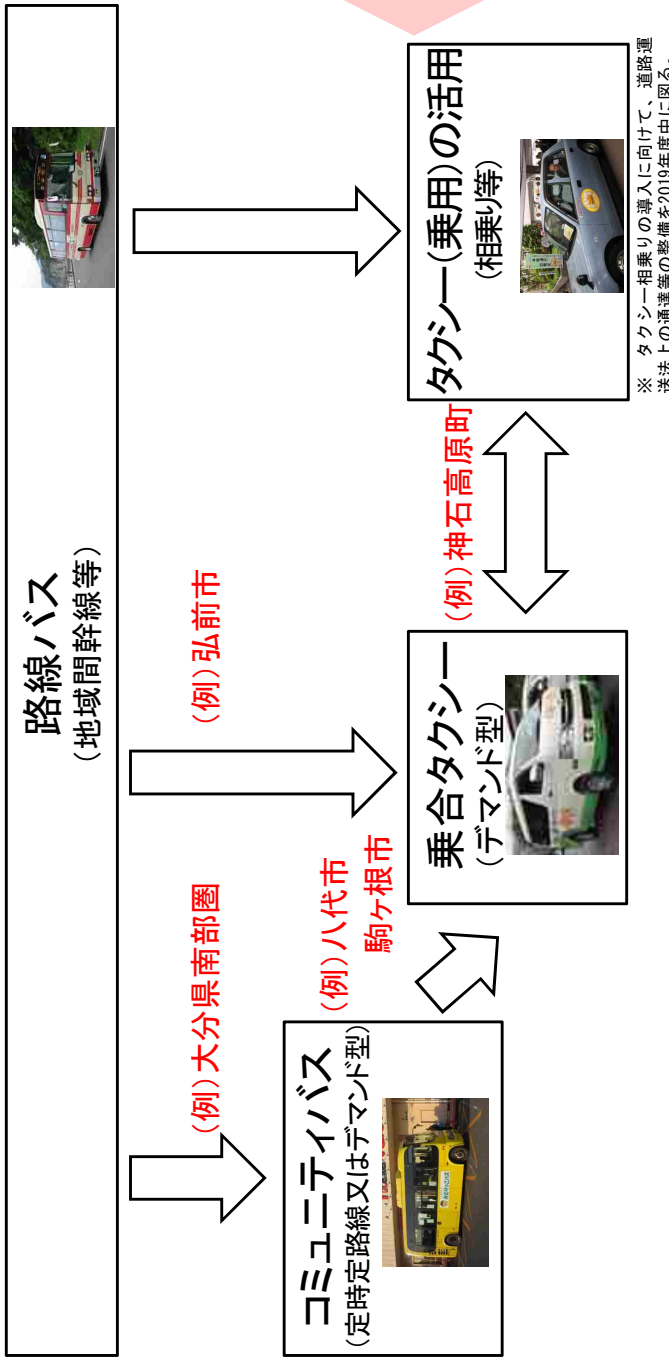 路線バス
(地域間幹線等)
(例)大分県南部圏
(例)弘前市
コミュニティバス
(定時定路線又はデマンド型)
(例)八代市
駒ヶ根市
乗合タクシー
(デマンド型)
(例)神石高原町
タクシー(乗用)の活用
(相乗り等)
※ タクシー相乗りの導入に向けて、道路運
送法上の通達等の整備を2019年度中に図る。